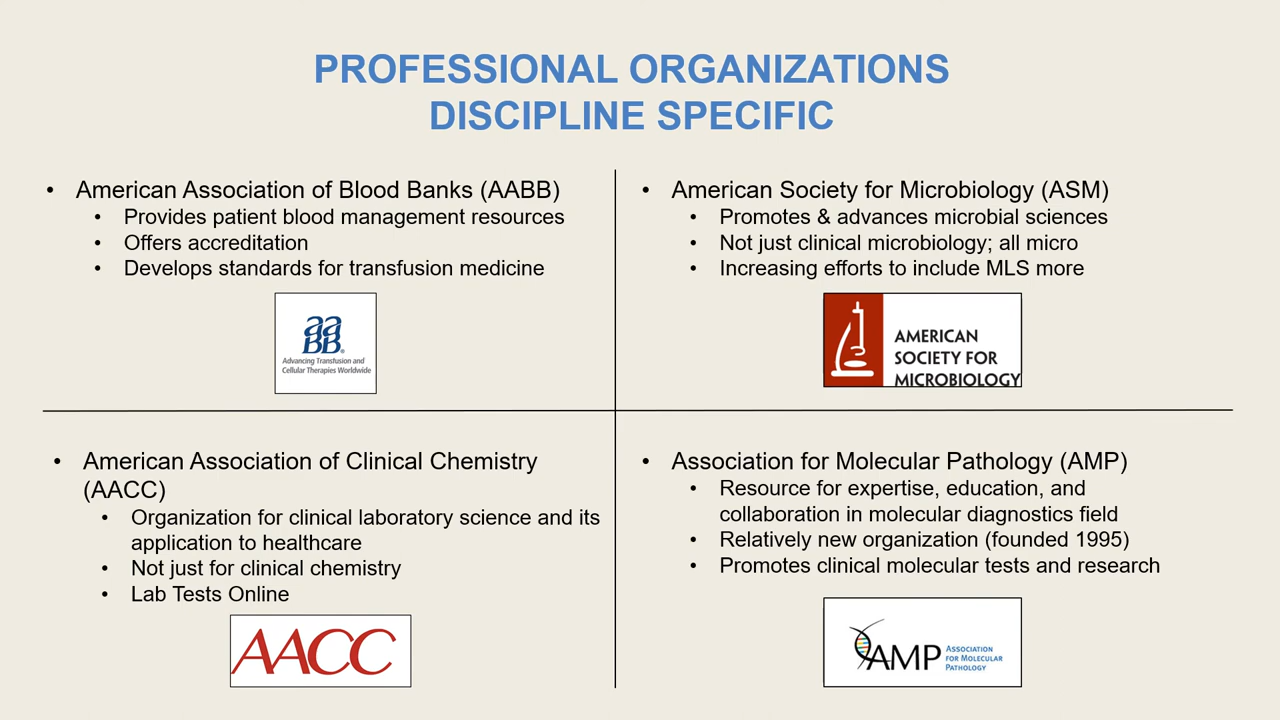 PROFESSIONAL ORGANIZATIONS
DISCIPLINE SPECIFIC
• American Association of Blood Banks (AABB)
• Provides patient blood management resources
• Offers accreditation
• Develops standards for transfusion medicine
aaBB®
Advancing Transfusion and
Cellular Therapies Worldwide
• American Society for Microbiology (ASM)
• Promotes & advances microbial sciences
• Not just clinical microbiology; all micro
• Increasing efforts to include MLS more
AMERICAN
SOCIETY FOR
MICROBIOLOGY
• American Association of Clinical Chemistry
(AACC)
• Organization for clinical laboratory science and its
application to healthcare
• Not just for clinical chemistry
• Lab Tests Online
AACC
• Association for Molecular Pathology (AMP)
• Resource for expertise, education, and
collaboration in molecular diagnostics field
• Relatively new organization (founded 1995)
• Promotes clinical molecular tests and research
AMP
ASSOCIATION
FOR MOLECULAR
PATHOLOGY